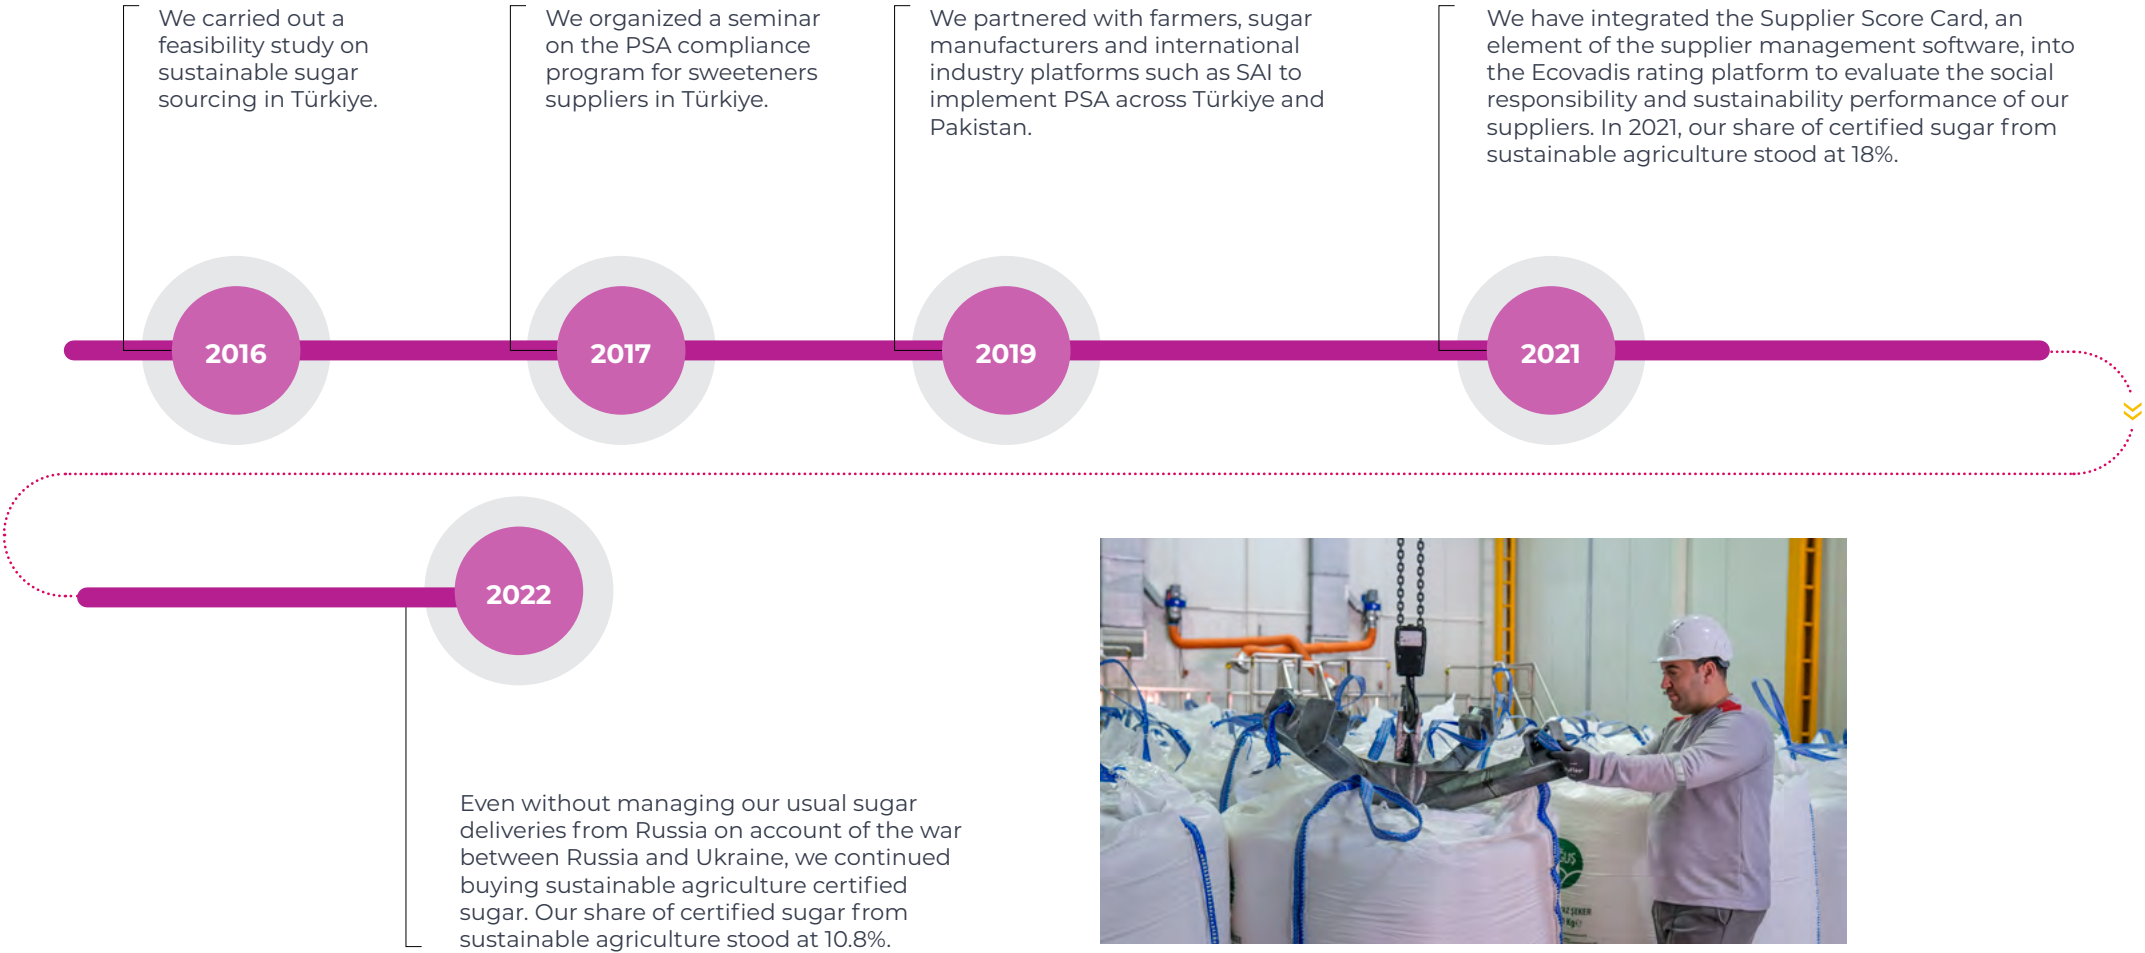 We carried out a
feasibility study on
sustainable sugar
sourcing in Türkiye.
We organized a seminar
on the PSA compliance
program for sweeteners
suppliers in Türkiye.
We partnered with farmers, sugar
manufacturers and international
industry platforms such as SAI to
implement PSA across Türkiye and
Pakistan.
We have integrated the Supplier Score Card, an
element of the supplier management software, into
the Ecovadis rating platform to evaluate the social
responsibility and sustainability performance of our
suppliers. In 2021, our share of certified sugar from
sustainable agriculture stood at 18%.
2016
2017
2019
2021
2022
Even without managing our usual sugar
deliveries from Russia on account of the war
between Russia and Ukraine, we continued
buying sustainable agriculture certified
sugar. Our share of certified sugar from
sustainable agriculture stood at 10.8%.
ŞEKER
Kg